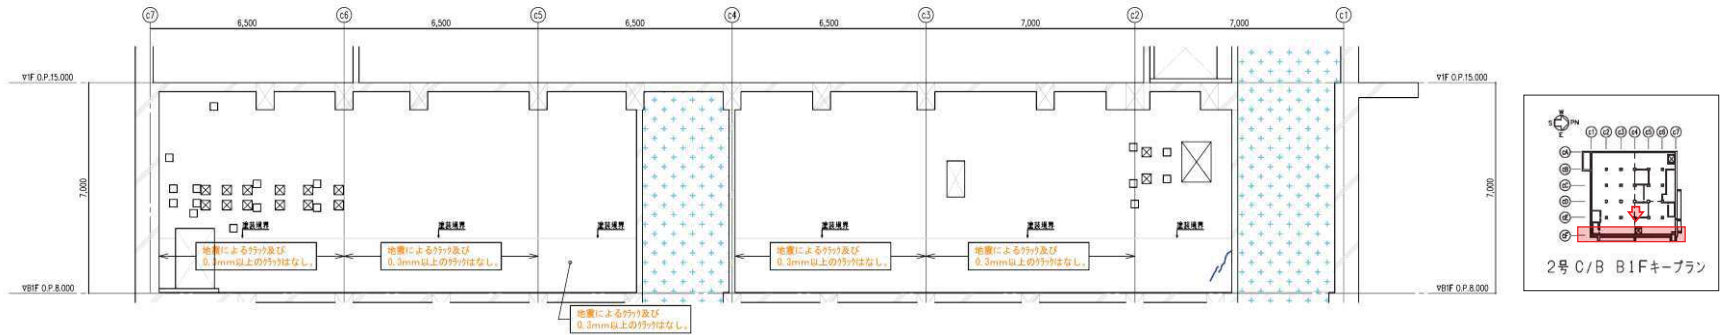 c7 c6 c5 c4 c3 c2 c1
6,500 6,500 6,500 6,500 7,000 7,000
▽1F O.P.15.000
▽1F O.P.15.000
7,000
7,000
塗装境界 塗装境界 塗装境界 塗装境界 塗装境界 塗装境界
地震によるクラック及び
0.3mm以上のクラックはなし。
地震によるクラック及び
0.3mm以上のクラックはなし。
地震によるクラック及び
0.3mm以上のクラックはなし。
地震によるクラック及び
0.3mm以上のクラックはなし。
▽B1F O.P.8.000
▽B1F O.P.8.000
地震によるクラック及び
0.3mm以上のクラックはなし。
W
S PN
E
c1 c2 c3 c4 c5 c6 c7
2号 C/B B1Fキープラン